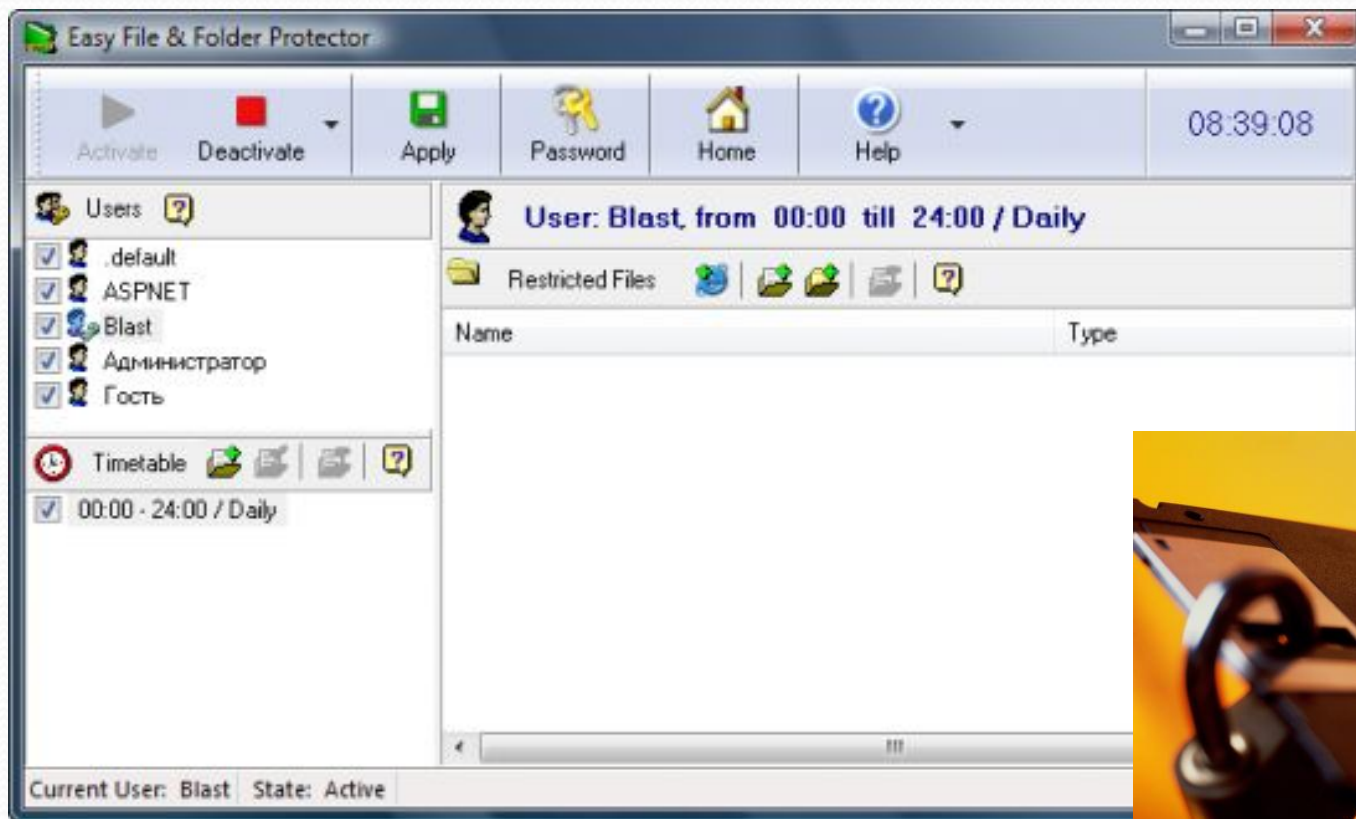 Easy File & Folder Protector
Activate Deactivate Apply Password Home Help 08:39:08
Users
.default
ASPNET
Blast
Администратор
Гость
Timetable
00:00 - 24:00 / Daily
User: Blast, from 00:00 till 24:00 / Daily
Restricted Files
Name Type
Current User: Blast State: Active